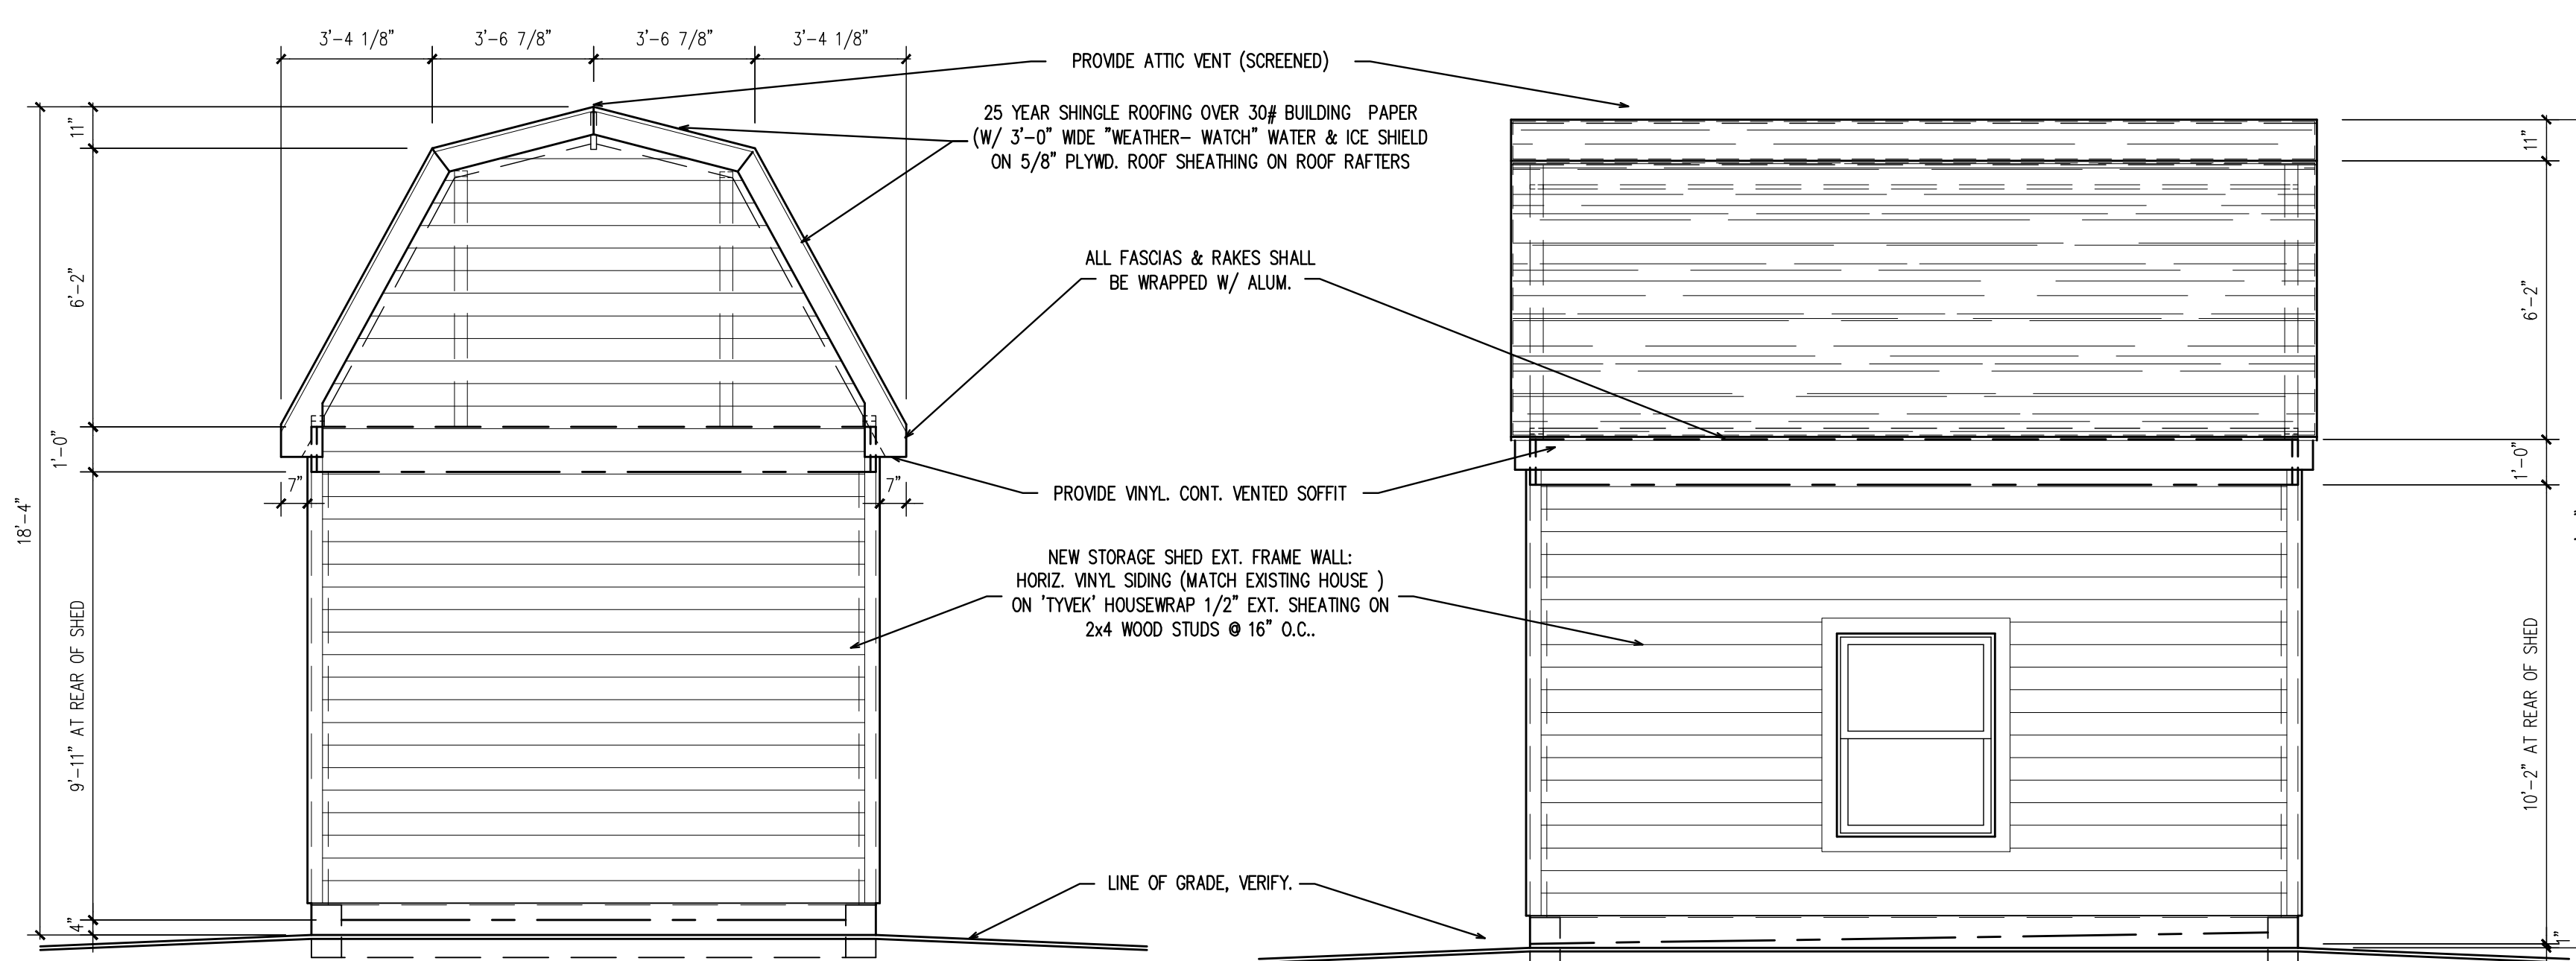 3'-4 1/8"
3'-6 7/8"
3'-6 7/8"
3'-4 1/8"
11"
6'-2"
1'-0"
18'-4"
9'-11" AT REAR OF SHED
4"
7"
7"
PROVIDE ATTIC VENT (SCREENED)
25 YEAR SHINGLE ROOFING OVER 30# BUILDING PAPER
(W/ 3'-0" WIDE "WEATHER- WATCH" WATER & ICE SHIELD
ON 5/8" PLYWD. ROOF SHEATHING ON ROOF RAFTERS
ALL FASCIAS & RAKES SHALL
BE WRAPPED W/ ALUM.
PROVIDE VINYL. CONT. VENTED SOFFIT
NEW STORAGE SHED EXT. FRAME WALL:
HORIZ. VINYL SIDING (MATCH EXISTING HOUSE )
ON 'TYVEK' HOUSEWRAP 1/2" EXT. SHEATING ON
2x4 WOOD STUDS @ 16" O.C..
LINE OF GRADE, VERIFY.
11"
6'-2"
1'-0"
10'-2" AT REAR OF SHED
1"